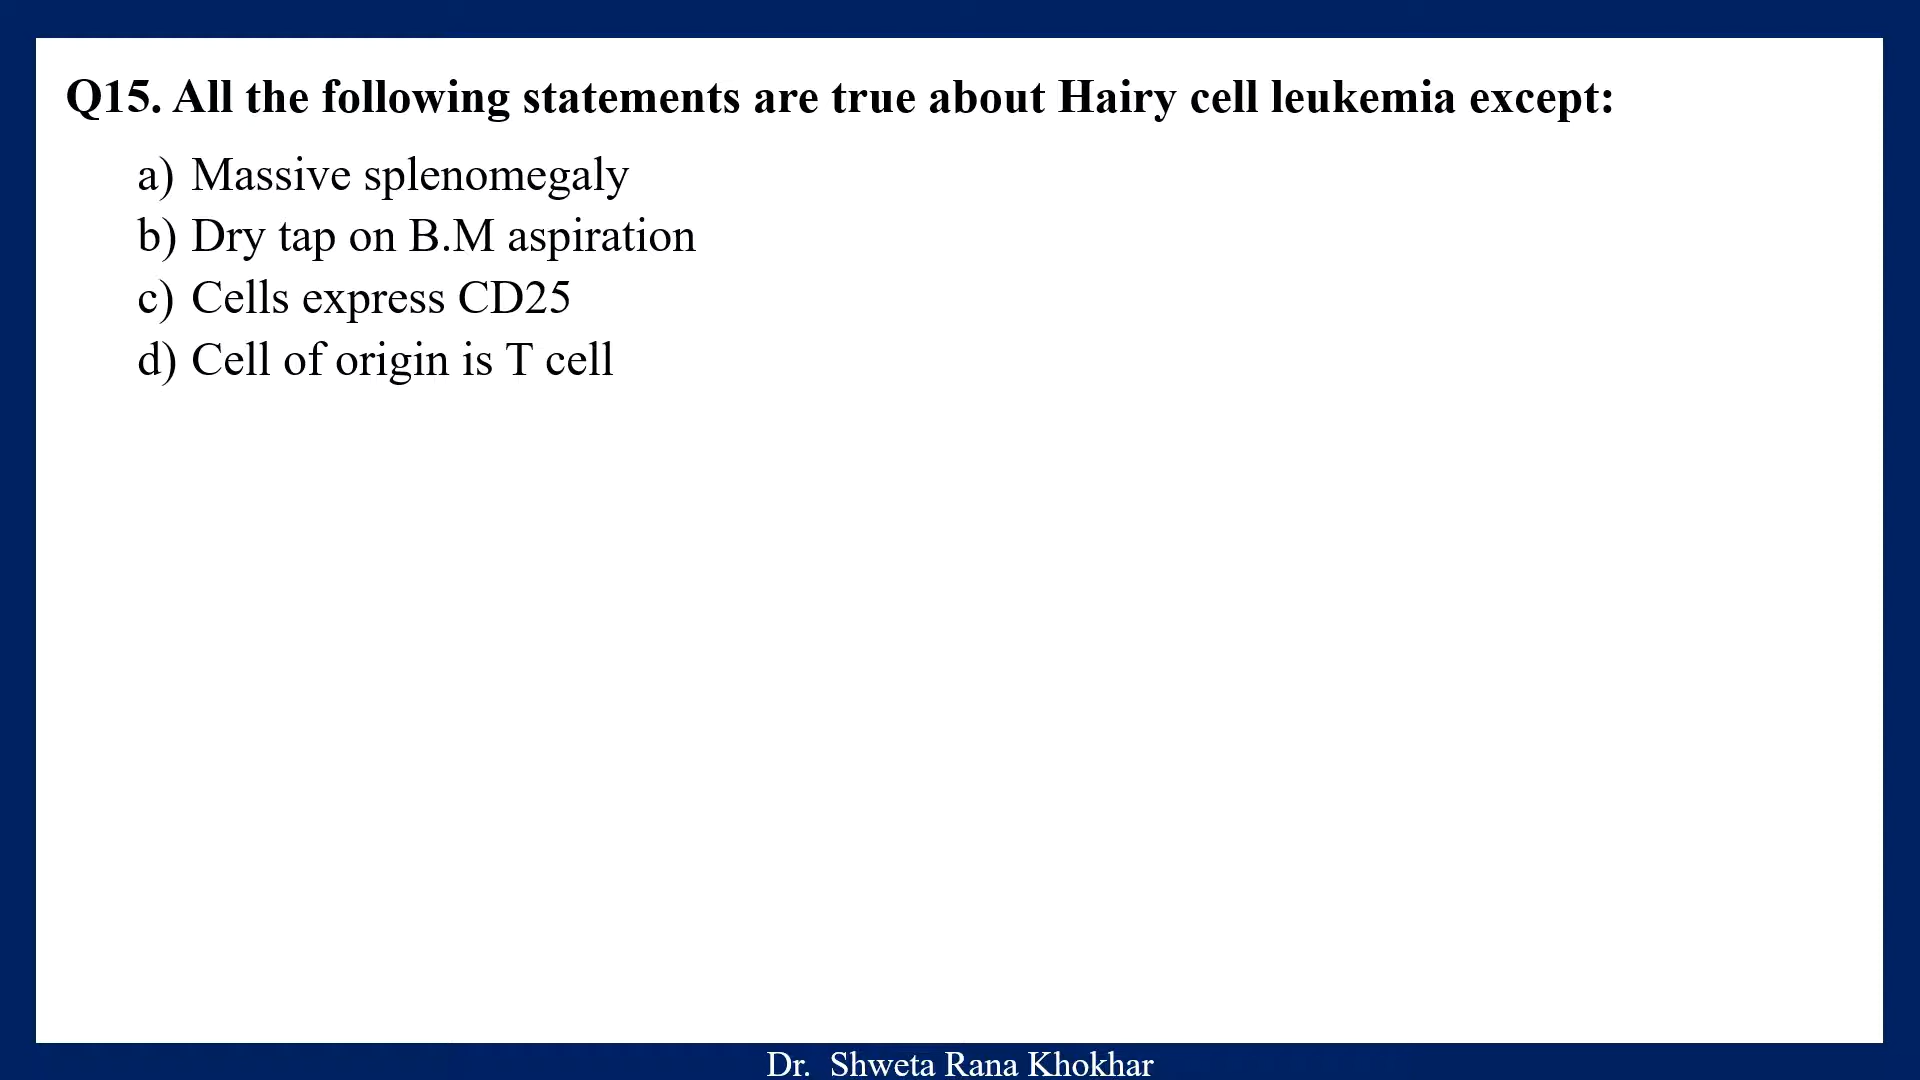 Q15. All the following statements are true about Hairy cell leukemia except:
a) Massive splenomegaly
b) Dry tap on B.M aspiration
c) Cells express CD25
d) Cell of origin is T cell
Dr. Shweta Rana Khokhar